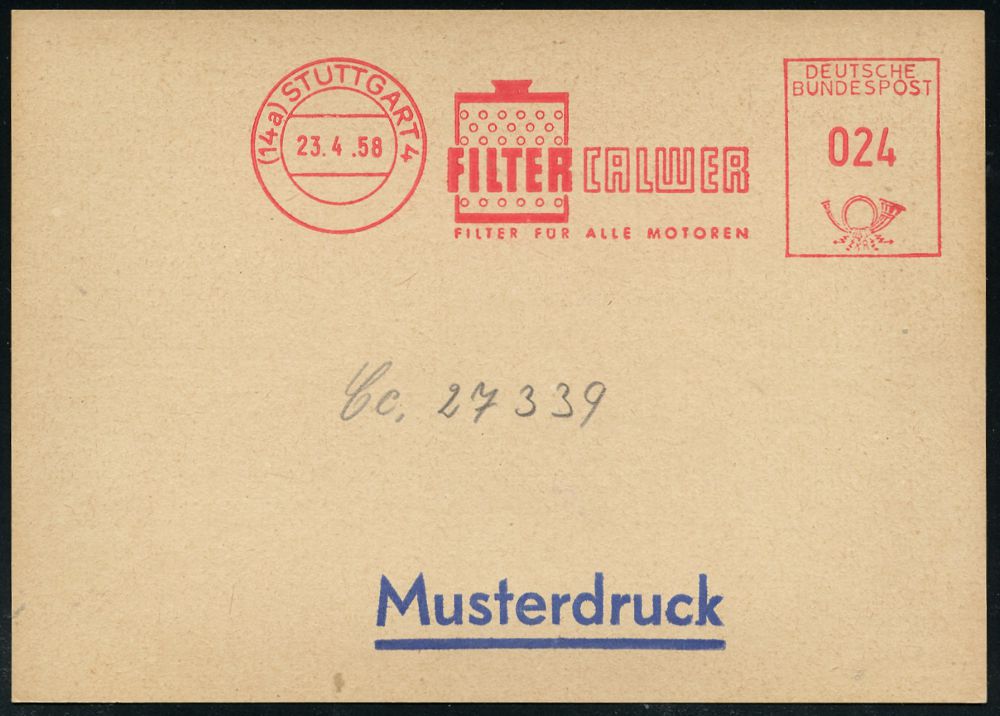 (14a) STUTTGART 4
23.4.58
FILTER CALWER
FILTER FÜR ALLE MOTOREN
DEUTSCHE
BUNDESPOST
024
Cc. 27339
Musterdruck